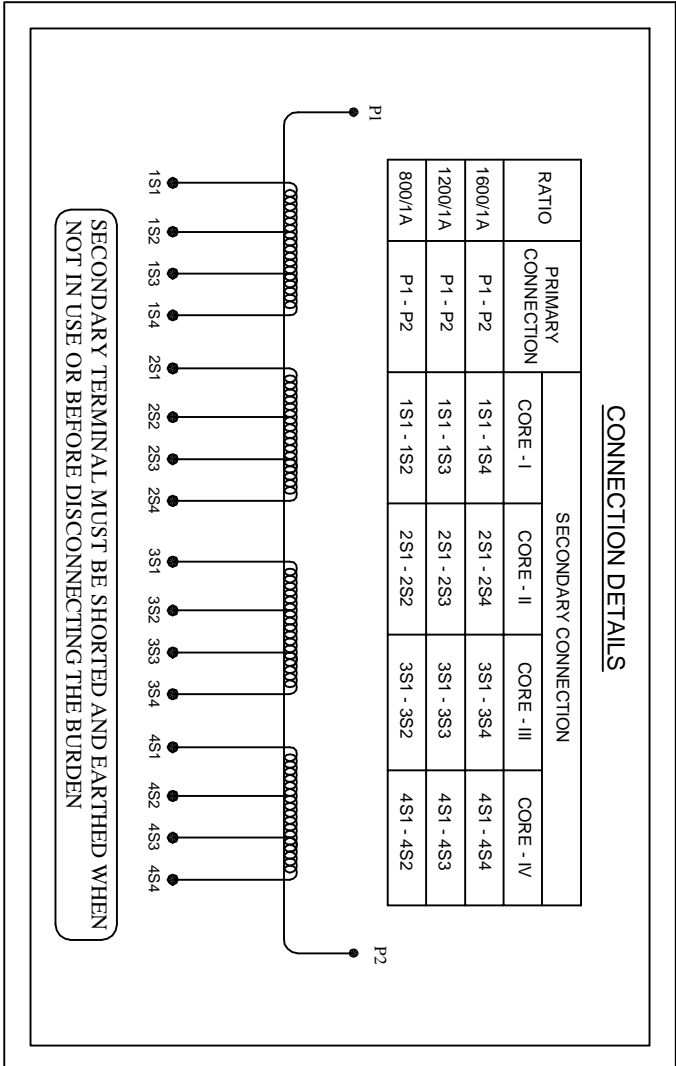 CONNECTION DETAILS
RATIO
PRIMARY
CONNECTION
SECONDARY CONNECTION
CORE - I CORE - II CORE - III CORE - IV
1600/1A P1 - P2 1S1 - 1S4 2S1 - 2S4 3S1 - 3S4 4S1 - 4S4
1200/1A P1 - P2 1S1 - 1S3 2S1 - 2S3 3S1 - 3S3 4S1 - 4S3
800/1A P1 - P2 1S1 - 1S2 2S1 - 2S2 3S1 - 3S2 4S1 - 4S2
P1 P2
1S1 1S2 1S3 1S4 2S1 2S2 2S3 2S4 3S1 3S2 3S3 3S4 4S1 4S2 4S3 4S4
SECONDARY TERMINAL MUST BE SHORTED AND EARTHED WHEN
NOT IN USE OR BEFORE DISCONNECTING THE BURDEN